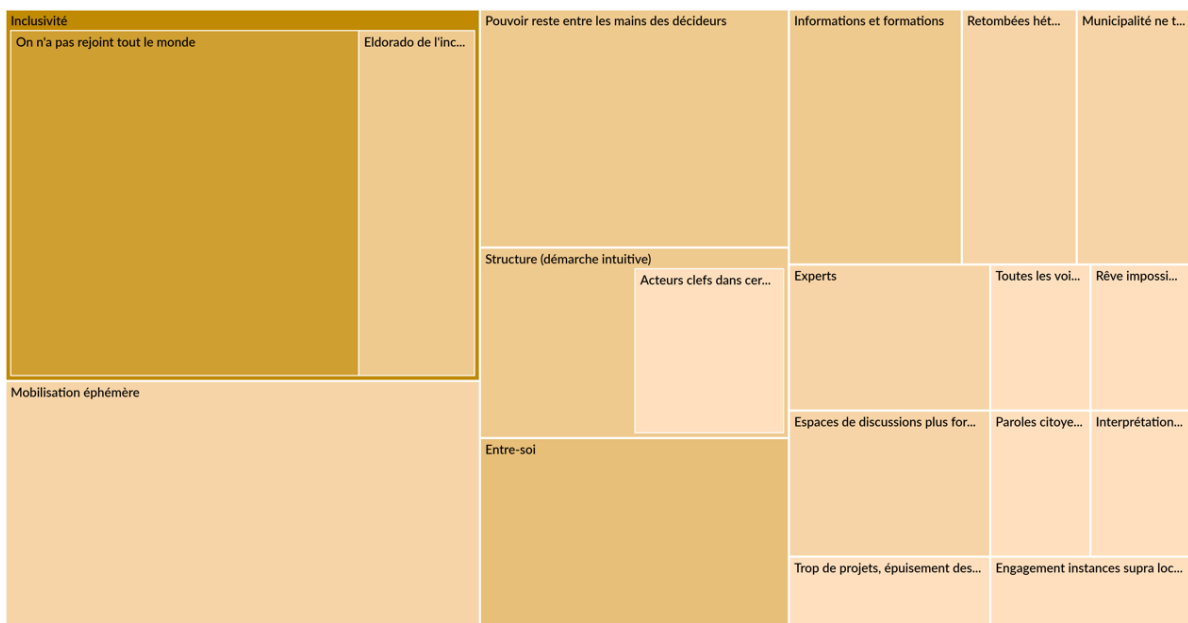 Inclusivité
On n'a pas rejoint tout le monde
Eldorado de l'inc...
Mobilisation éphémère
Pouvoir reste entre les mains des décideurs
Structure (démarche intuitive)
Acteurs clefs dans cer...
Entre-soi
Informations et formations
Retombées hét...
Municipalité ne t...
Experts
Toutes les voi...
Rêve impossi...
Espaces de discussions plus for...
Paroles citoye...
Interprétation...
Trop de projets, épuisement des...
Engagement instances supra loc...